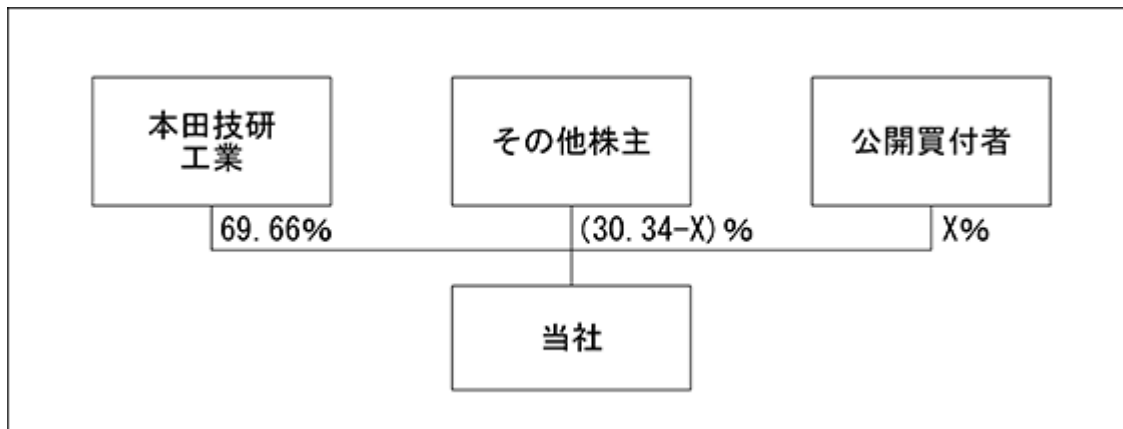 本田技研
工業
その他株主
公開買付者
69.66%
(30.34-X)%
X%
当社